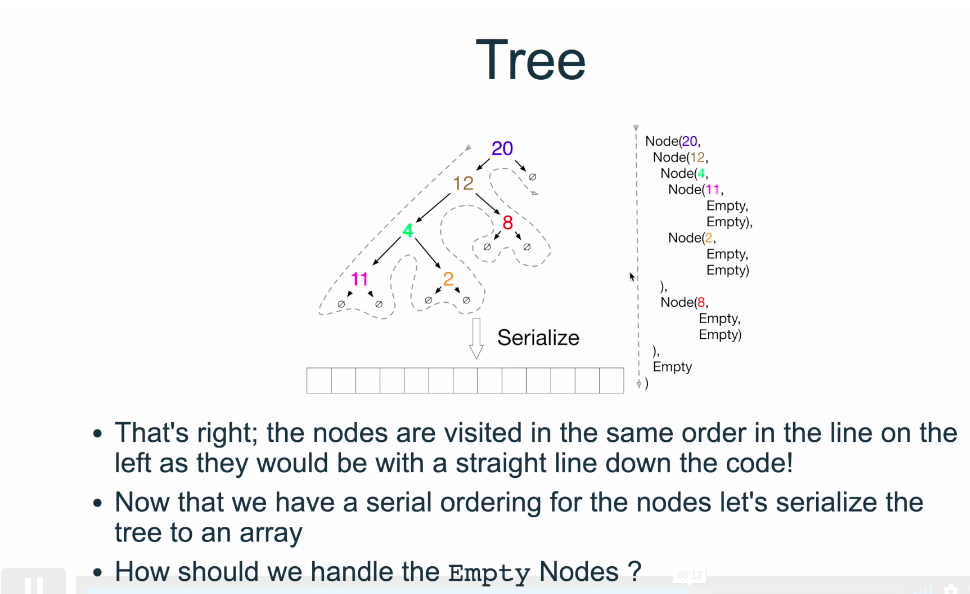 Tree
20
12
∅
4
8
∅ ∅
11
2
∅ ∅ ∅ ∅
Serialize
Node(20,
Node(12,
Node(4,
Node(11,
Empty,
Empty),
Node(2,
Empty,
Empty)
),
Node(8,
Empty,
Empty)
),
Empty
)
• That's right; the nodes are visited in the same order in the line on the
left as they would be with a straight line down the code!
• Now that we have a serial ordering for the nodes let's serialize the
tree to an array
• How should we handle the Empty Nodes ?
08:12